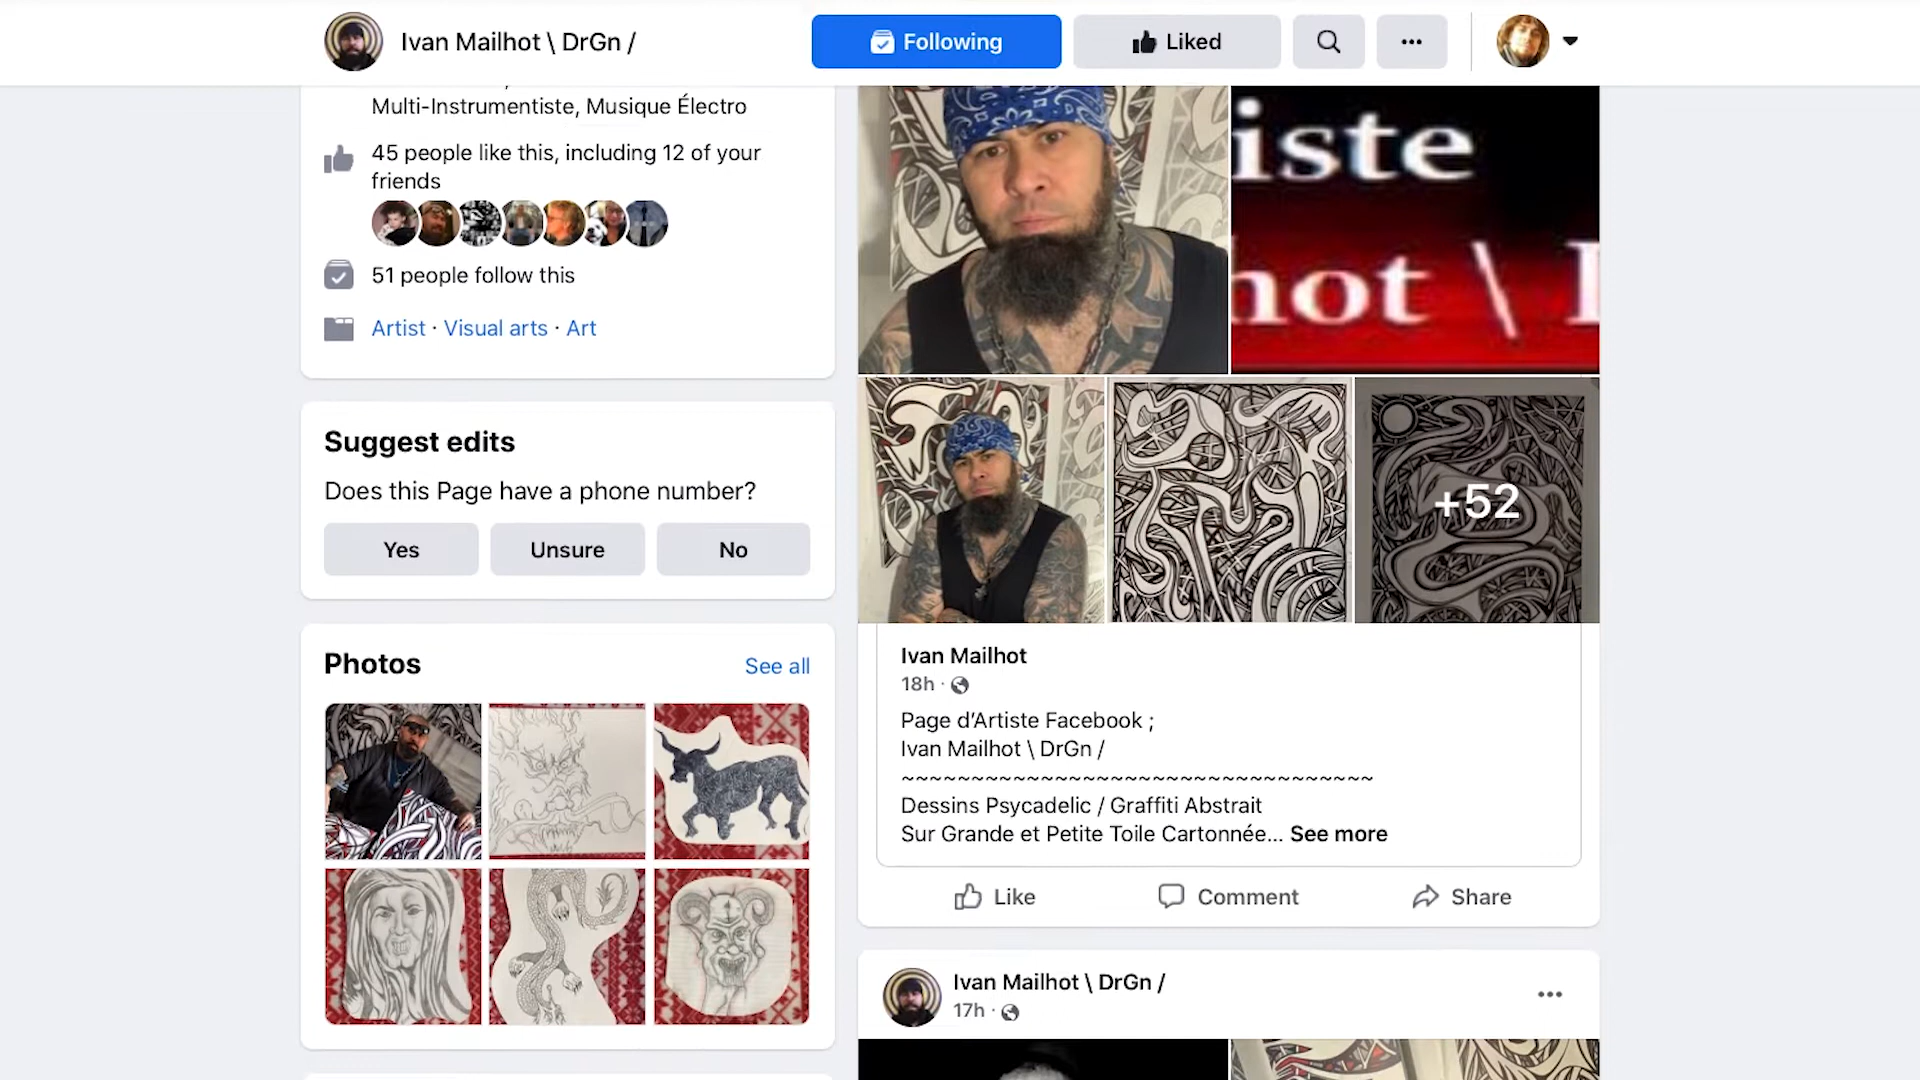 Ivan Mailhot \ DrGn /
Following
Liked
Multi-Instrumentiste, Musique Électro
45 people like this, including 12 of your
friends
51 people follow this
Artist · Visual arts · Art
Suggest edits
Does this Page have a phone number?
Yes
Unsure
No
Photos
See all
iste
hot \
+52
Ivan Mailhot
18h ·
Page d'Artiste Facebook ;
Ivan Mailhot \ DrGn /
~~~~~~~~~~~~~~~~~~~~~~~~~~~~~~~~~~
Dessins Psycadelic / Graffiti Abstrait
Sur Grande et Petite Toile Cartonnée... See more
Like
Comment
Share
Ivan Mailhot \ DrGn /
17h ·